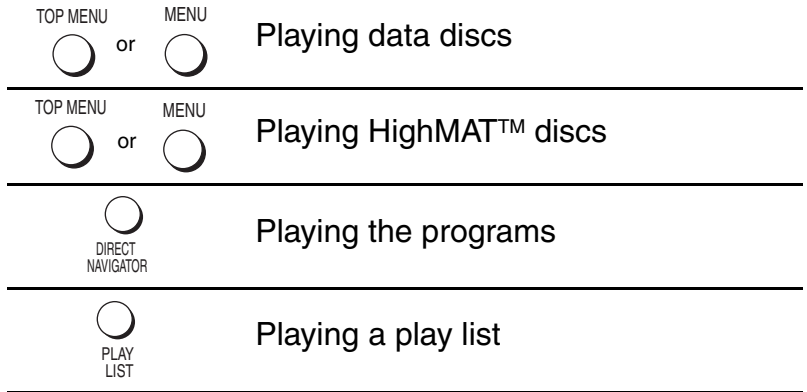 TOP MENU or MENU Playing data discs
TOP MENU or MENU Playing HighMAT™ discs
DIRECT
NAVIGATOR
Playing the programs
PLAY
LIST
Playing a play list